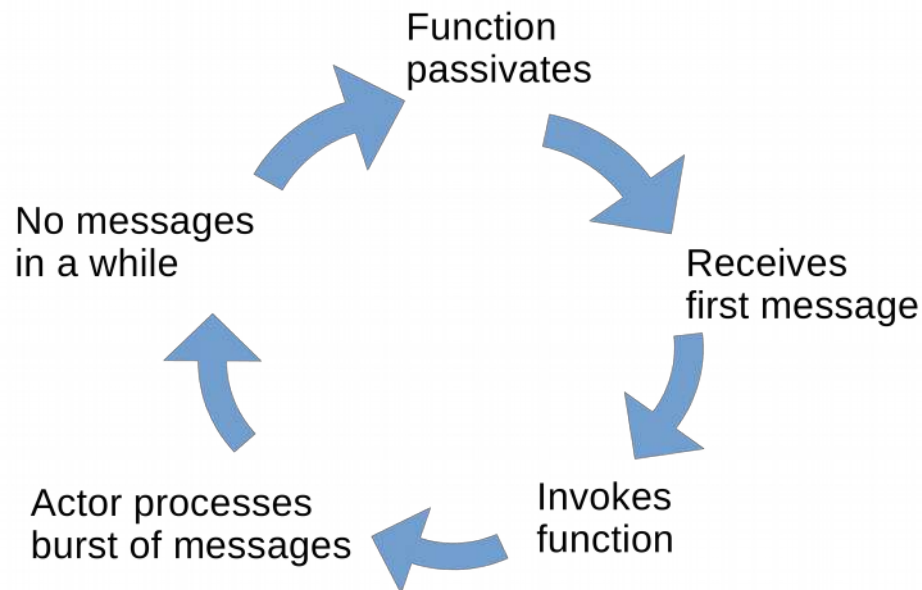 Function
passivates
Receives
first message
Invokes
function
Actor processes
burst of messages
No messages
in a while